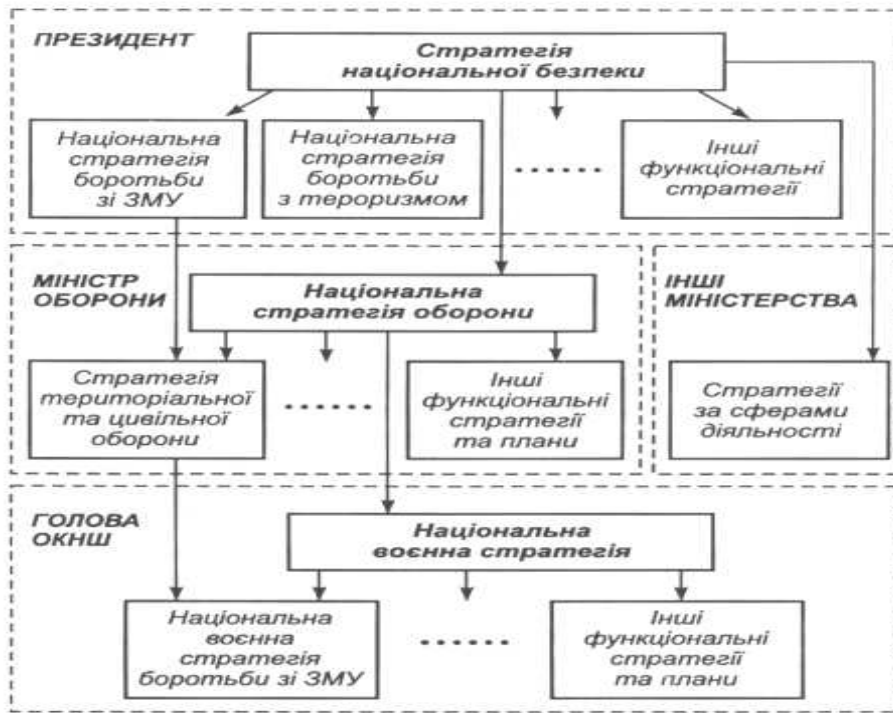 ПРЕЗИДЕНТ
Стратегія
національної безпеки
Національна
стратегія
боротьби
зі ЗМУ
Національна
стратегія
боротьби
з тероризмом
Інші
функціональні
стратегії
МІНІСТР
ОБОРОНИ
Національна
стратегія оборони
ІНШІ
МІНІСТЕРСТВА
Стратегія
територіальної
та цивільної
оборони
Інші
функціональні
стратегії
та плани
Стратегії
за сферами
діяльності
ГОЛОВА
ОКНШ
Національна
воєнна стратегія
Національна
воєнна
стратегія
боротьби зі ЗМУ
Інші
функціональні
стратегії
та плани